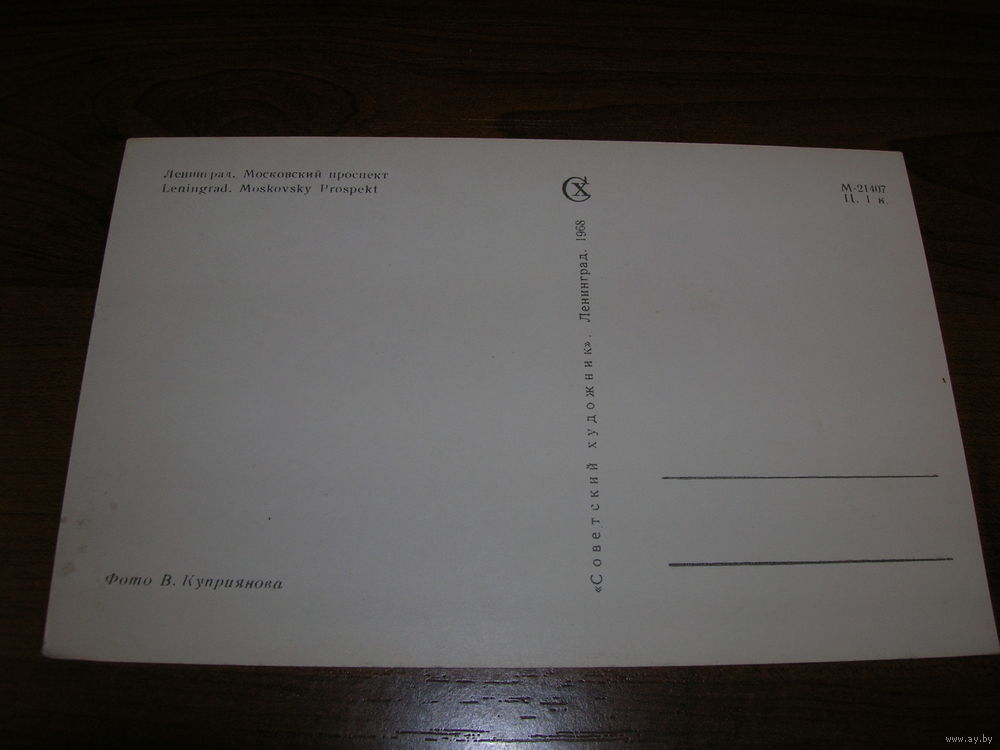 Ленинград. Московский проспект
Leningrad. Moskovsky Prospekt
СХ
М-21407
Ц. 1 к.
«Советский художник». Ленинград. 1968
Фото В. Куприянова
www.ay.by